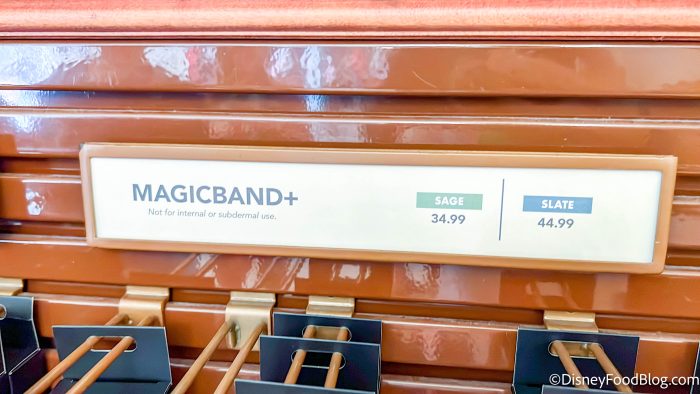 MAGICBAND+
Not for internal or subdermal use.
SAGE
34.99
SLATE
44.99
©DisneyFoodBlog.com